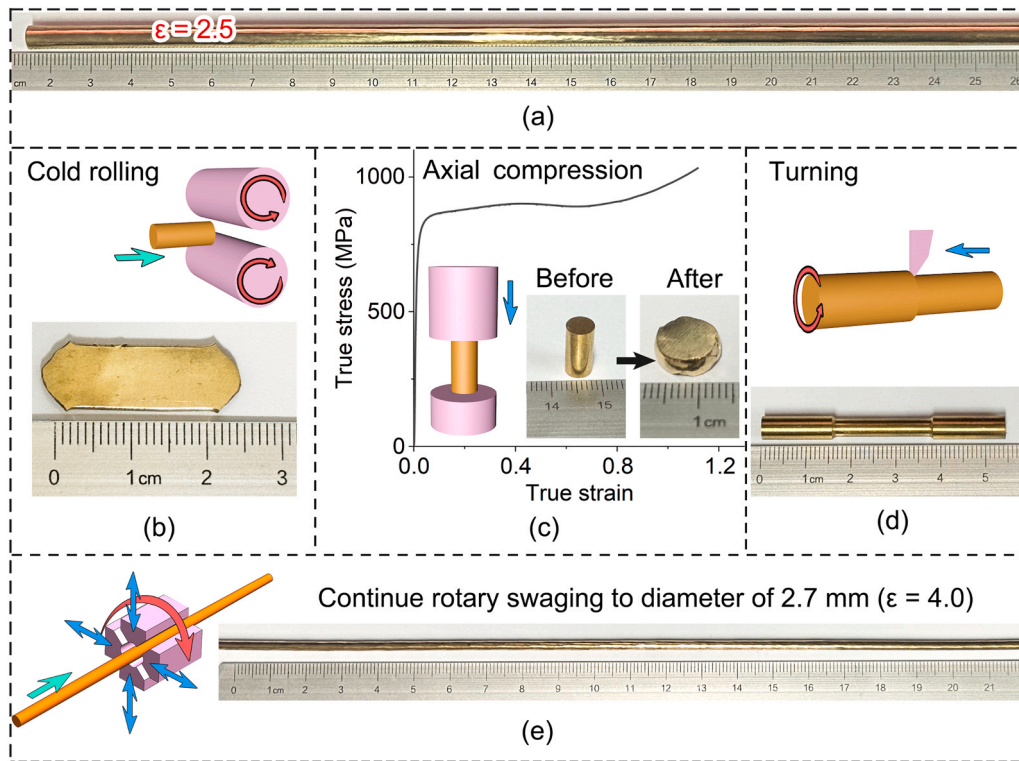 ε = 2.5
cm 2 3 4 5 6 7 8 9 10 11 12 13 14 15 16 17 18 19 20 21 22 23 24 25 26
(a)
Cold rolling
0 1cm 2 3
(b)
Axial compression
True stress (MPa)
1000
500
0
0.0 0.4 0.8 1.2
True strain
Before
After
14 15
1cm
(c)
Turning
0 1cm 2 3 4 5
(d)
Continue rotary swaging to diameter of 2.7 mm (ε = 4.0)
0 1cm 2 3 4 5 6 7 8 9 10 11 12 13 14 15 16 17 18 19 20 21
(e)